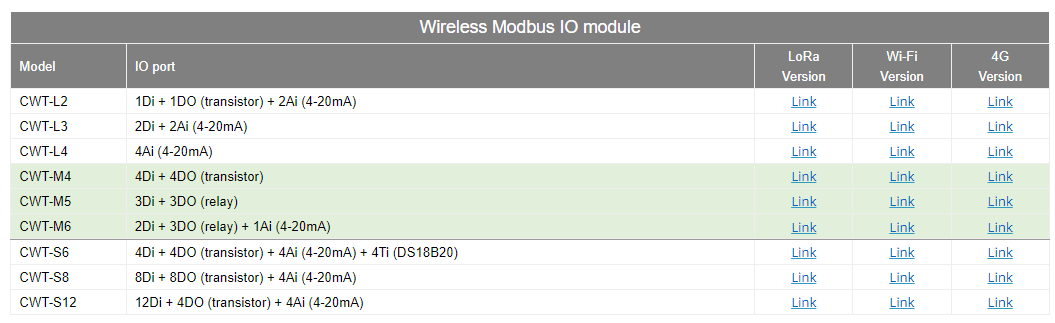 Wireless Modbus IO module
Model IO port LoRa Version Wi-Fi Version 4G Version
CWT-L2 1Di + 1DO (transistor) + 2Ai (4-20mA) Link Link Link
CWT-L3 2Di + 2Ai (4-20mA) Link Link Link
CWT-L4 4Ai (4-20mA) Link Link Link
CWT-M4 4Di + 4DO (transistor) Link Link Link
CWT-M5 3Di + 3DO (relay) Link Link Link
CWT-M6 2Di + 3DO (relay) + 1Ai (4-20mA) Link Link Link
CWT-S6 4Di + 4DO (transistor) + 4Ai (4-20mA) + 4Ti (DS18B20) Link Link Link
CWT-S8 8Di + 8DO (transistor) + 4Ai (4-20mA) Link Link Link
CWT-S12 12Di + 4DO (transistor) + 4Ai (4-20mA) Link Link Link